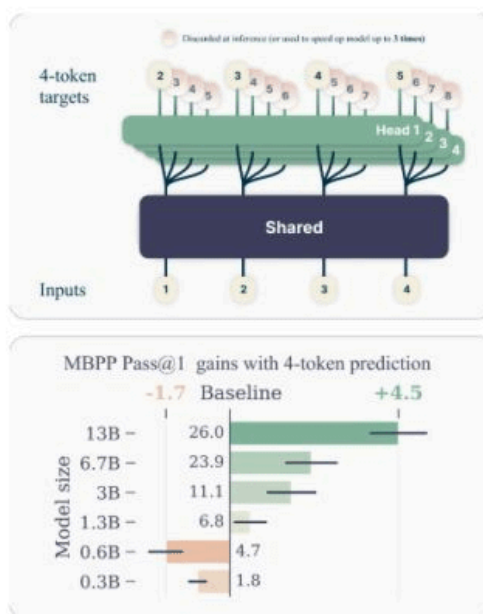 Discarded at inference (or used to speed up model up to 3 times)
4-token
targets
2 3 4 5 3 4 5 6 4 5 6 7 5 6 7 8
Head 1 2 3 4
Shared
Inputs 1 2 3 4
MBPP Pass@1 gains with 4-token prediction
-1.7 Baseline +4.5
Model size
13B 26.0
6.7B 23.9
3B 11.1
1.3B 6.8
0.6B 4.7
0.3B 1.8